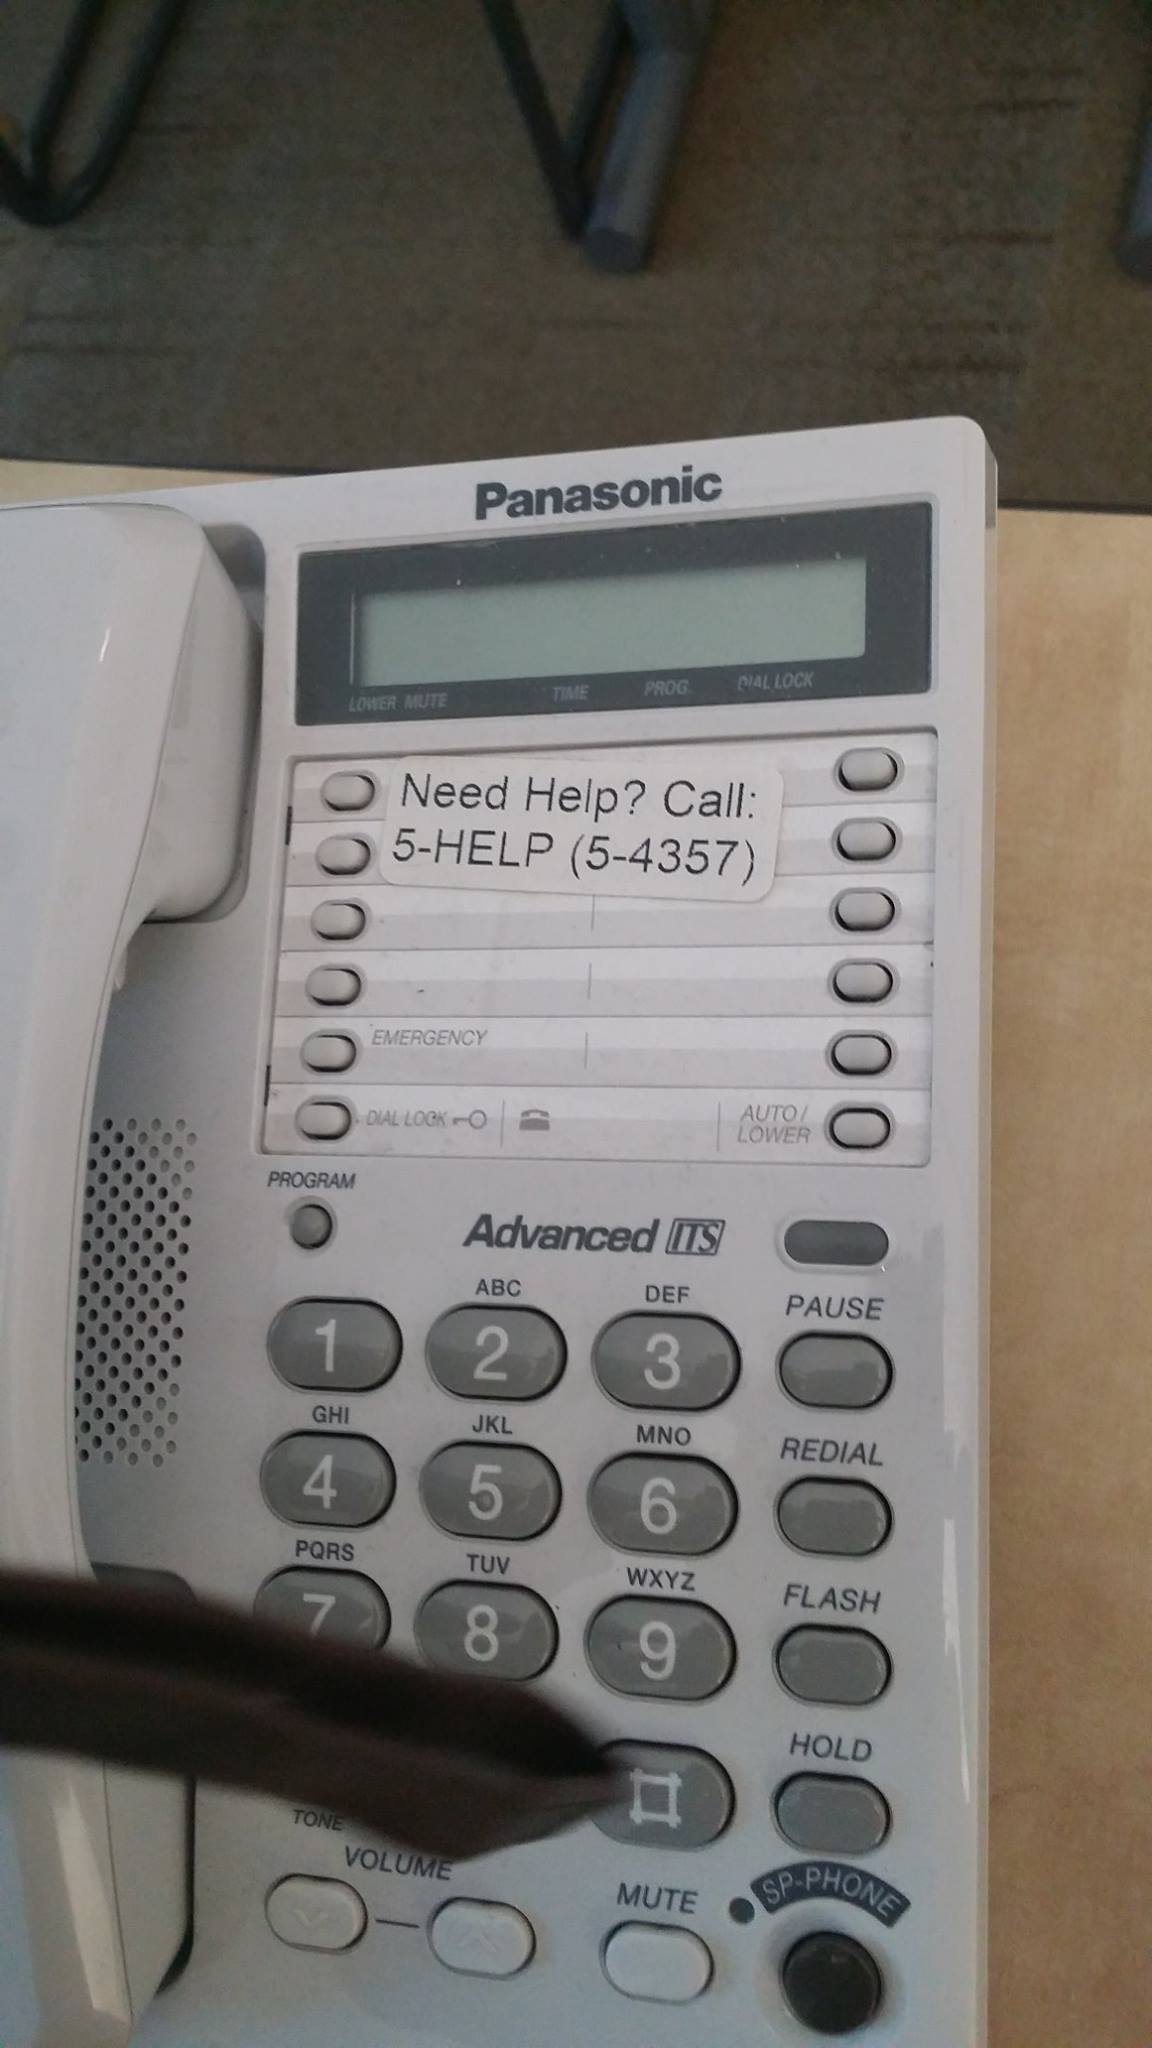 Panasonic
LOWER MUTE TIME PROG. DIAL LOCK
Need Help? Call:
5-HELP (5-4357)
EMERGENCY
DIAL LOCK
AUTO/
LOWER
PROGRAM
Advanced ITS
ABC DEF
PAUSE
1 2 3
GHI JKL MNO
REDIAL
4 5 6
PQRS TUV WXYZ
FLASH
7 8 9
HOLD
#
TONE
VOLUME
MUTE
SP-PHONE